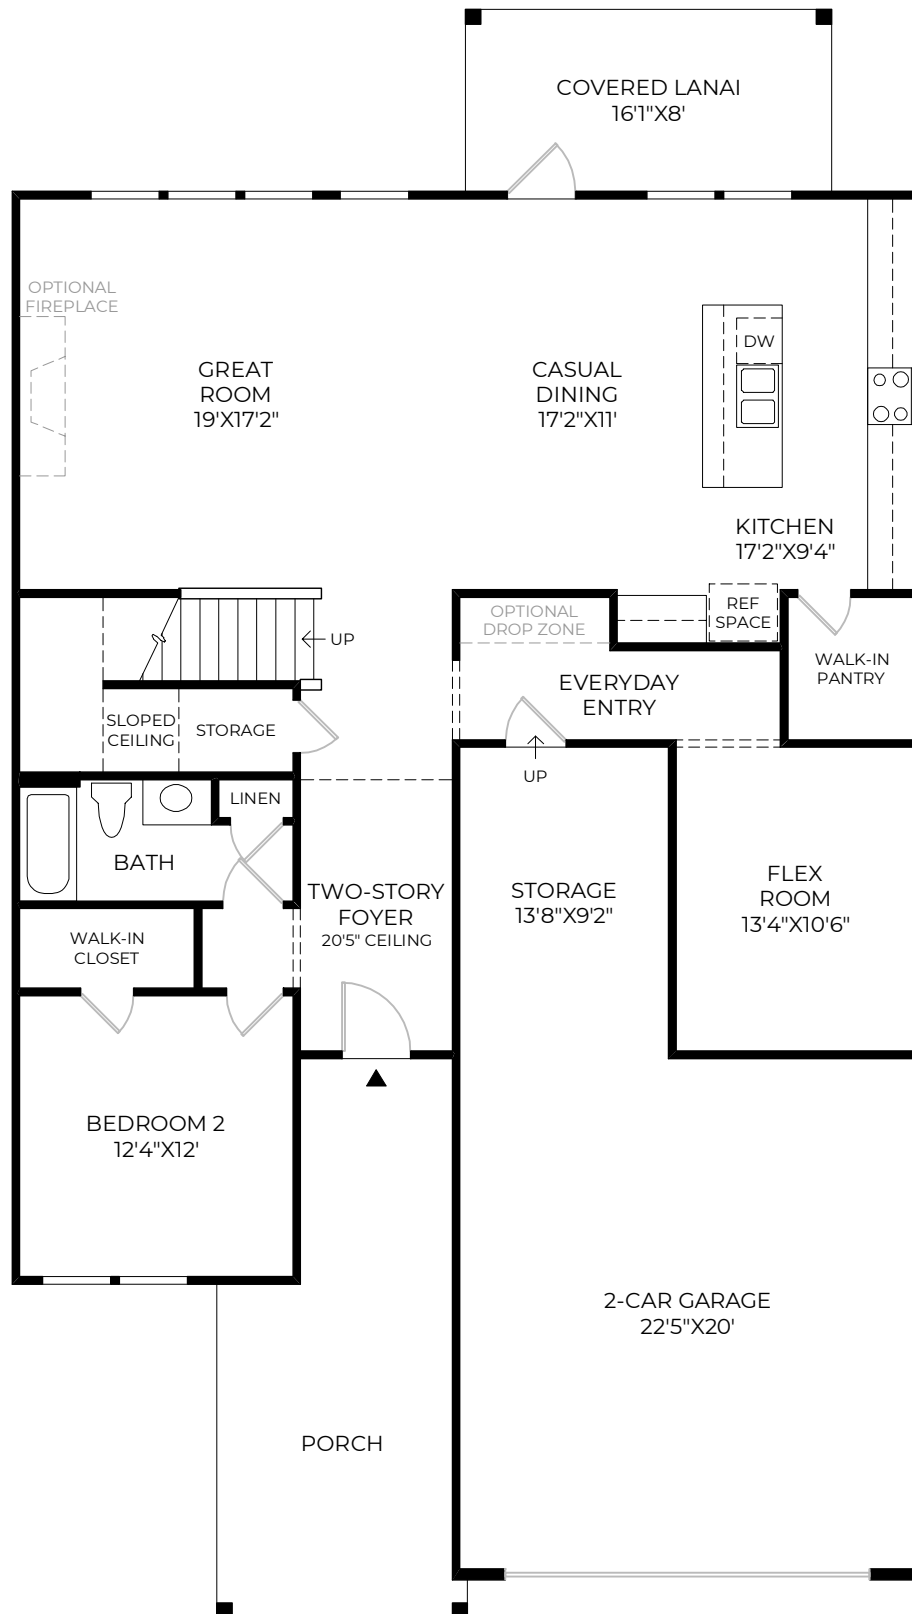 COVERED LANAI
16'1"X8'
OPTIONAL
FIREPLACE
GREAT
ROOM
19'X17'2"
CASUAL
DINING
17'2"X11'
DW
KITCHEN
17'2"X9'4"
UP
OPTIONAL
DROP ZONE
REF
SPACE
WALK-IN
PANTRY
EVERYDAY
ENTRY
SLOPED
CEILING
STORAGE
UP
LINEN
BATH
TWO-STORY
FOYER
20'5" CEILING
STORAGE
13'8"X9'2"
FLEX
ROOM
13'4"X10'6"
WALK-IN
CLOSET
BEDROOM 2
12'4"X12'
2-CAR GARAGE
22'5"X20'
PORCH